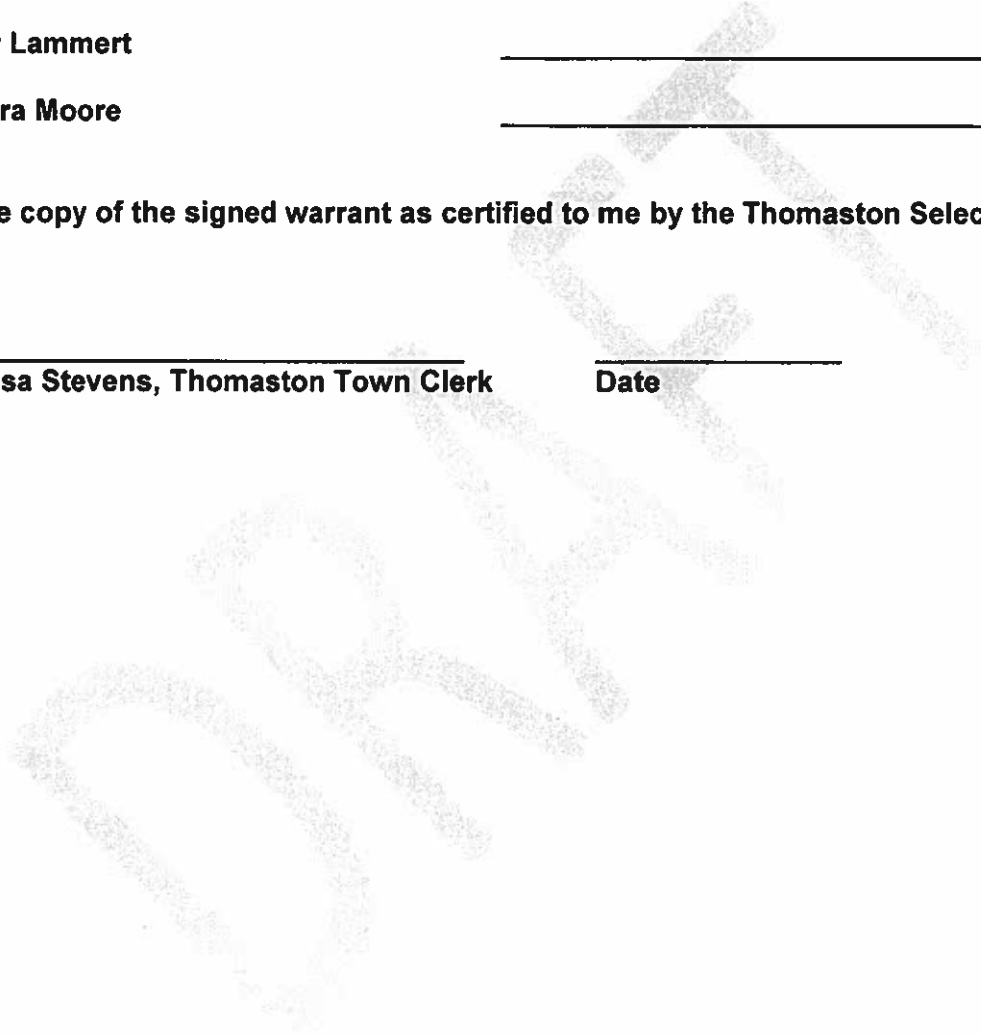 Lammert
ra Moore
e copy of the signed warrant as certified to me by the Thomaston Selec
sa Stevens, Thomaston Town Clerk Date
DRAFT